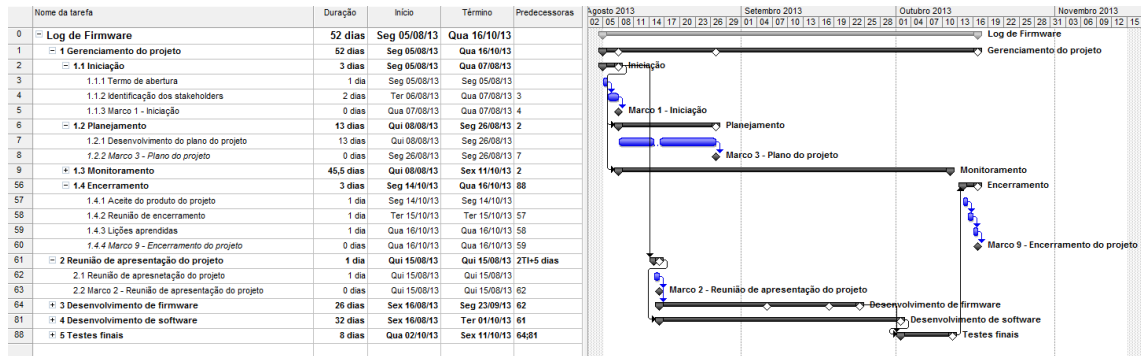 Nome da tarefa Duração Início Término Predecessoras
Agosto 2013 Setembro 2013 Outubro 2013 Novembro 2013
02 05 08 11 14 17 20 23 26 29 01 04 07 10 13 16 19 22 25 28 01 04 07 10 13 16 19 22 25 28 31 03 06 09 12 15
0 Log de Firmware 52 dias Seg 05/08/13 Qua 16/10/13 Log de Firmware
1 1 Gerenciamento do projeto 52 dias Seg 05/08/13 Qua 16/10/13 Gerenciamento do projeto
2 1.1 Iniciação 3 dias Seg 05/08/13 Qua 07/08/13 Iniciação
3 1.1.1 Termo de abertura 1 dia Seg 05/08/13 Seg 05/08/13
4 1.1.2 Identificação dos stakeholders 2 dias Ter 06/08/13 Qua 07/08/13 3
5 1.1.3 Marco 1 - Iniciação 0 dias Qua 07/08/13 Qua 07/08/13 4 Marco 1 - Iniciação
6 1.2 Planejamento 13 dias Qui 08/08/13 Seg 26/08/13 2 Planejamento
7 1.2.1 Desenvolvimento do plano do projeto 13 dias Qui 08/08/13 Seg 26/08/13
8 1.2.2 Marco 3 - Plano do projeto 0 dias Seg 26/08/13 Seg 26/08/13 7 Marco 3 - Plano do projeto
9 1.3 Monitoramento 45,5 dias Qui 08/08/13 Sex 11/10/13 2 Monitoramento
56 1.4 Encerramento 3 dias Seg 14/10/13 Qua 16/10/13 88 Encerramento
57 1.4.1 Aceite do produto do projeto 1 dia Seg 14/10/13 Seg 14/10/13
58 1.4.2 Reunião de encerramento 1 dia Ter 15/10/13 Ter 15/10/13 57
59 1.4.3 Lições aprendidas 1 dia Qua 16/10/13 Qua 16/10/13 58
60 1.4.4 Marco 9 - Encerramento do projeto 0 dias Qua 16/10/13 Qua 16/10/13 59 Marco 9 - Encerramento do projeto
61 2 Reunião de apresentação do projeto 1 dia Qui 15/08/13 Qui 15/08/13 2TI+5 dias
62 2.1 Reunião de apresnetação do projeto 1 dia Qui 15/08/13 Qui 15/08/13
63 2.2 Marco 2 - Reunião de apresentação do projeto 0 dias Qui 15/08/13 Qui 15/08/13 62 Marco 2 - Reunião de apresentação do projeto
64 3 Desenvolvimento de firmware 26 dias Sex 16/08/13 Seg 23/09/13 62 Desenvolvimento de firmware
81 4 Desenvolvimento de software 32 dias Sex 16/08/13 Ter 01/10/13 61 Desenvolvimento de software
88 5 Testes finais 8 dias Qua 02/10/13 Sex 11/10/13 64;81 Testes finais